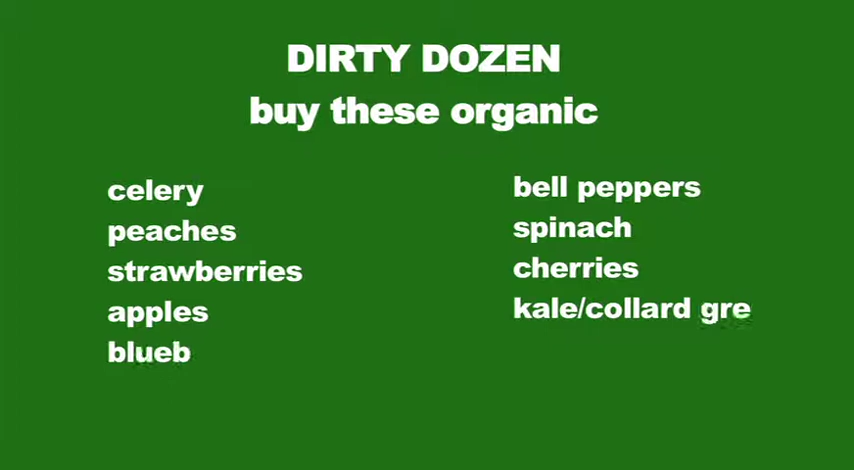 DIRTY DOZEN
buy these organic
celery
peaches
strawberries
apples
blueb
bell peppers
spinach
cherries
kale/collard gre